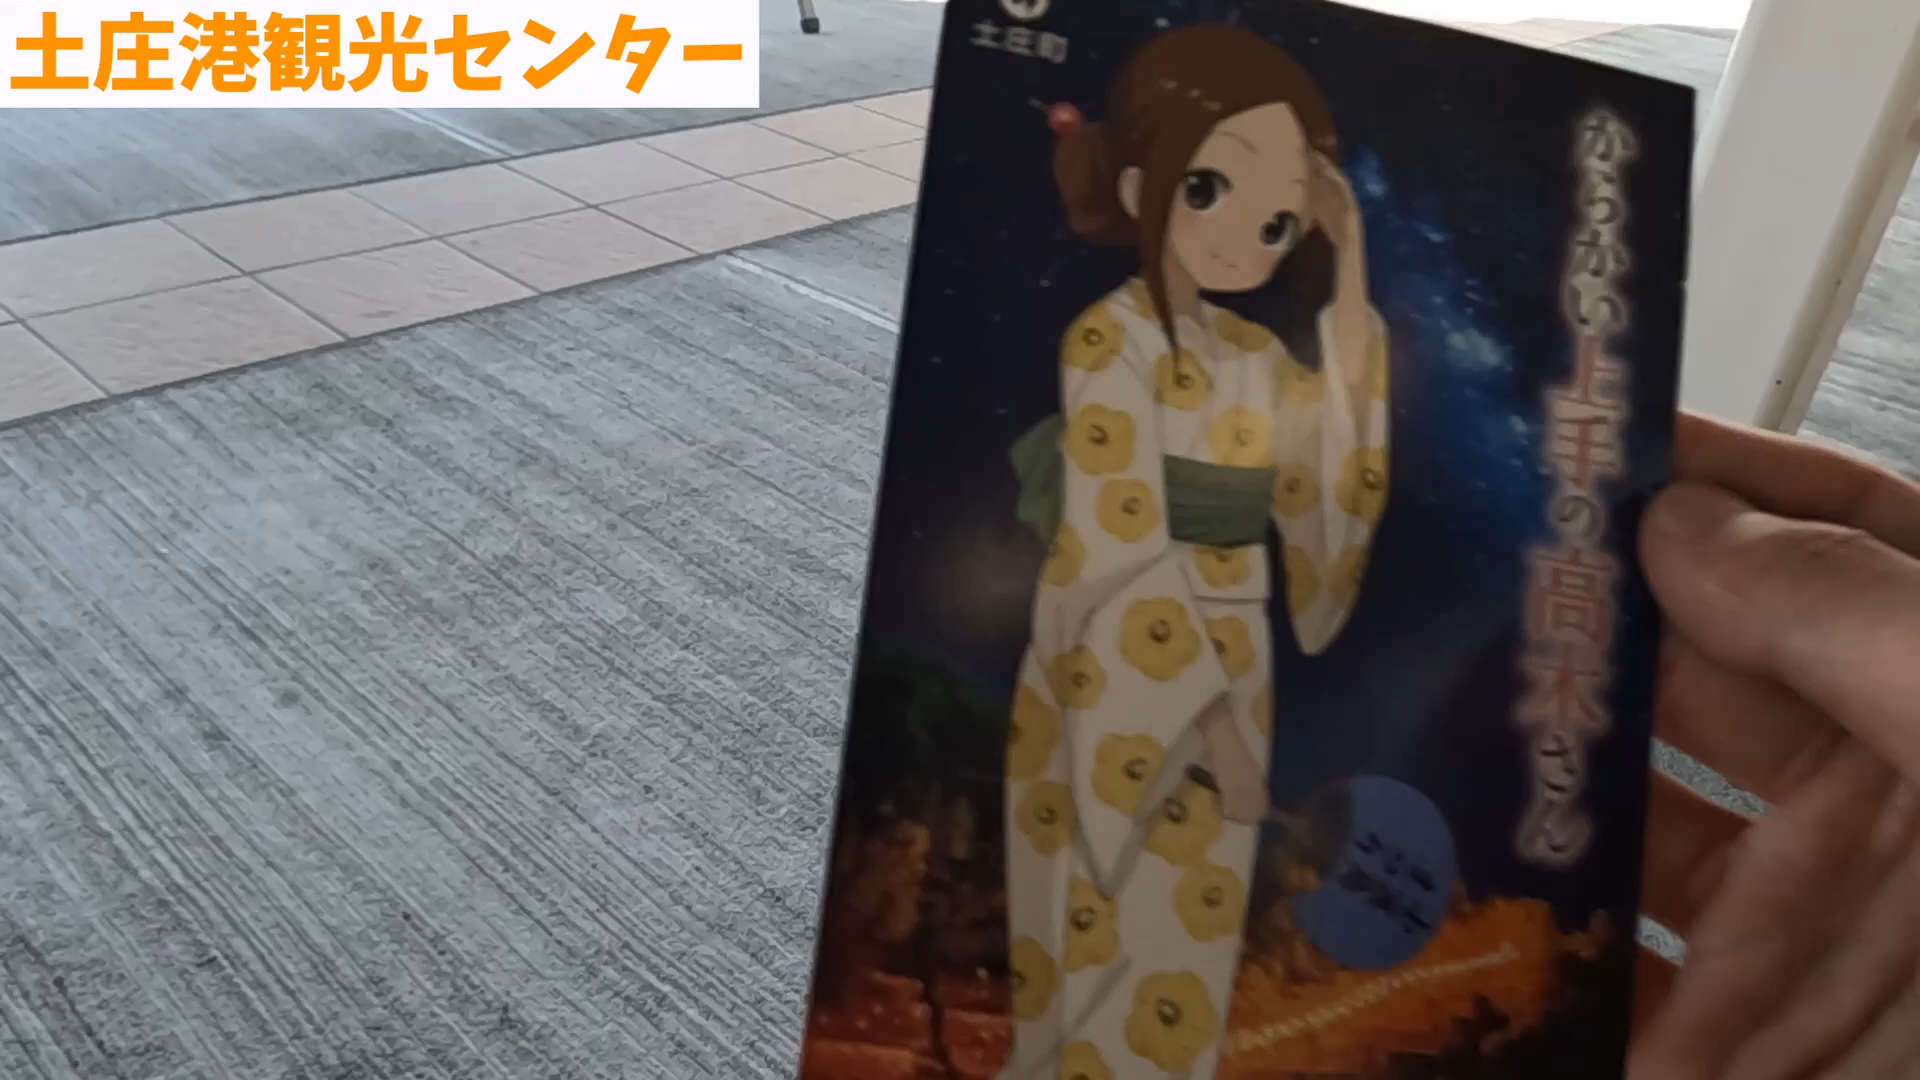 土庄港観光センター
土庄町
からかい上手の高木さん